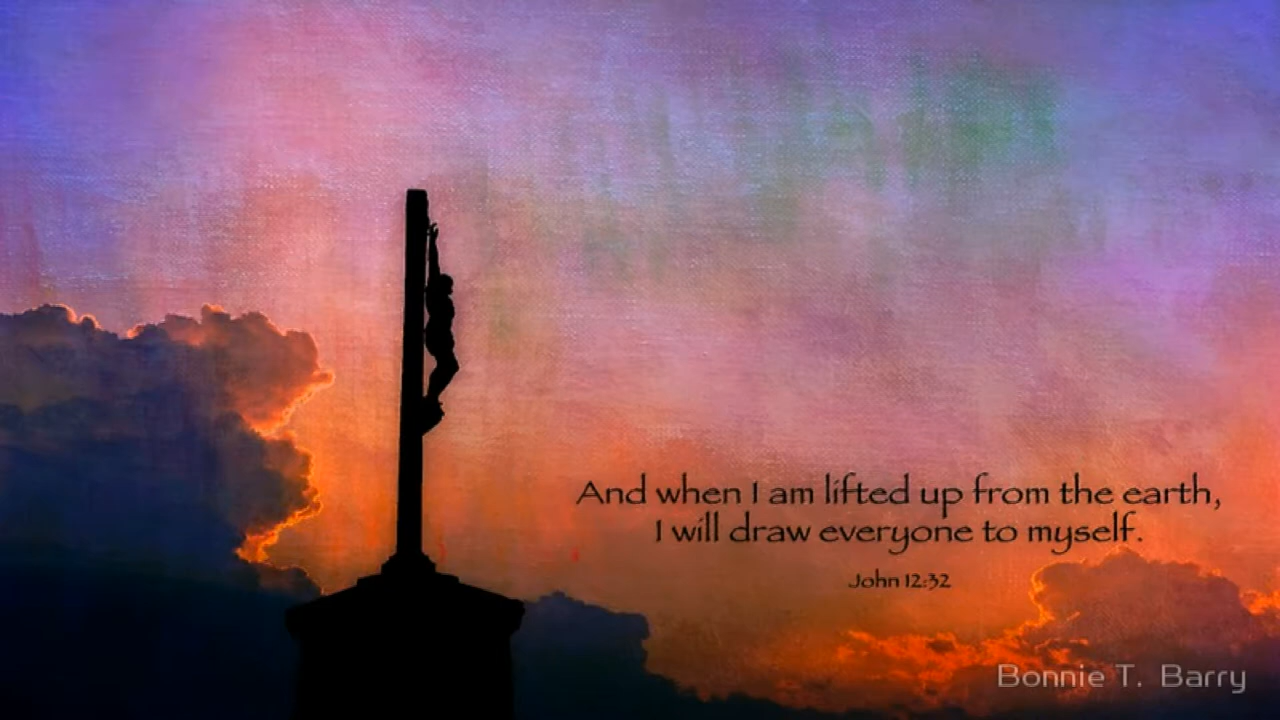 And when I am lifted up from the earth,
I will draw everyone to myself.
John 12:32
Bonnie T. Barry